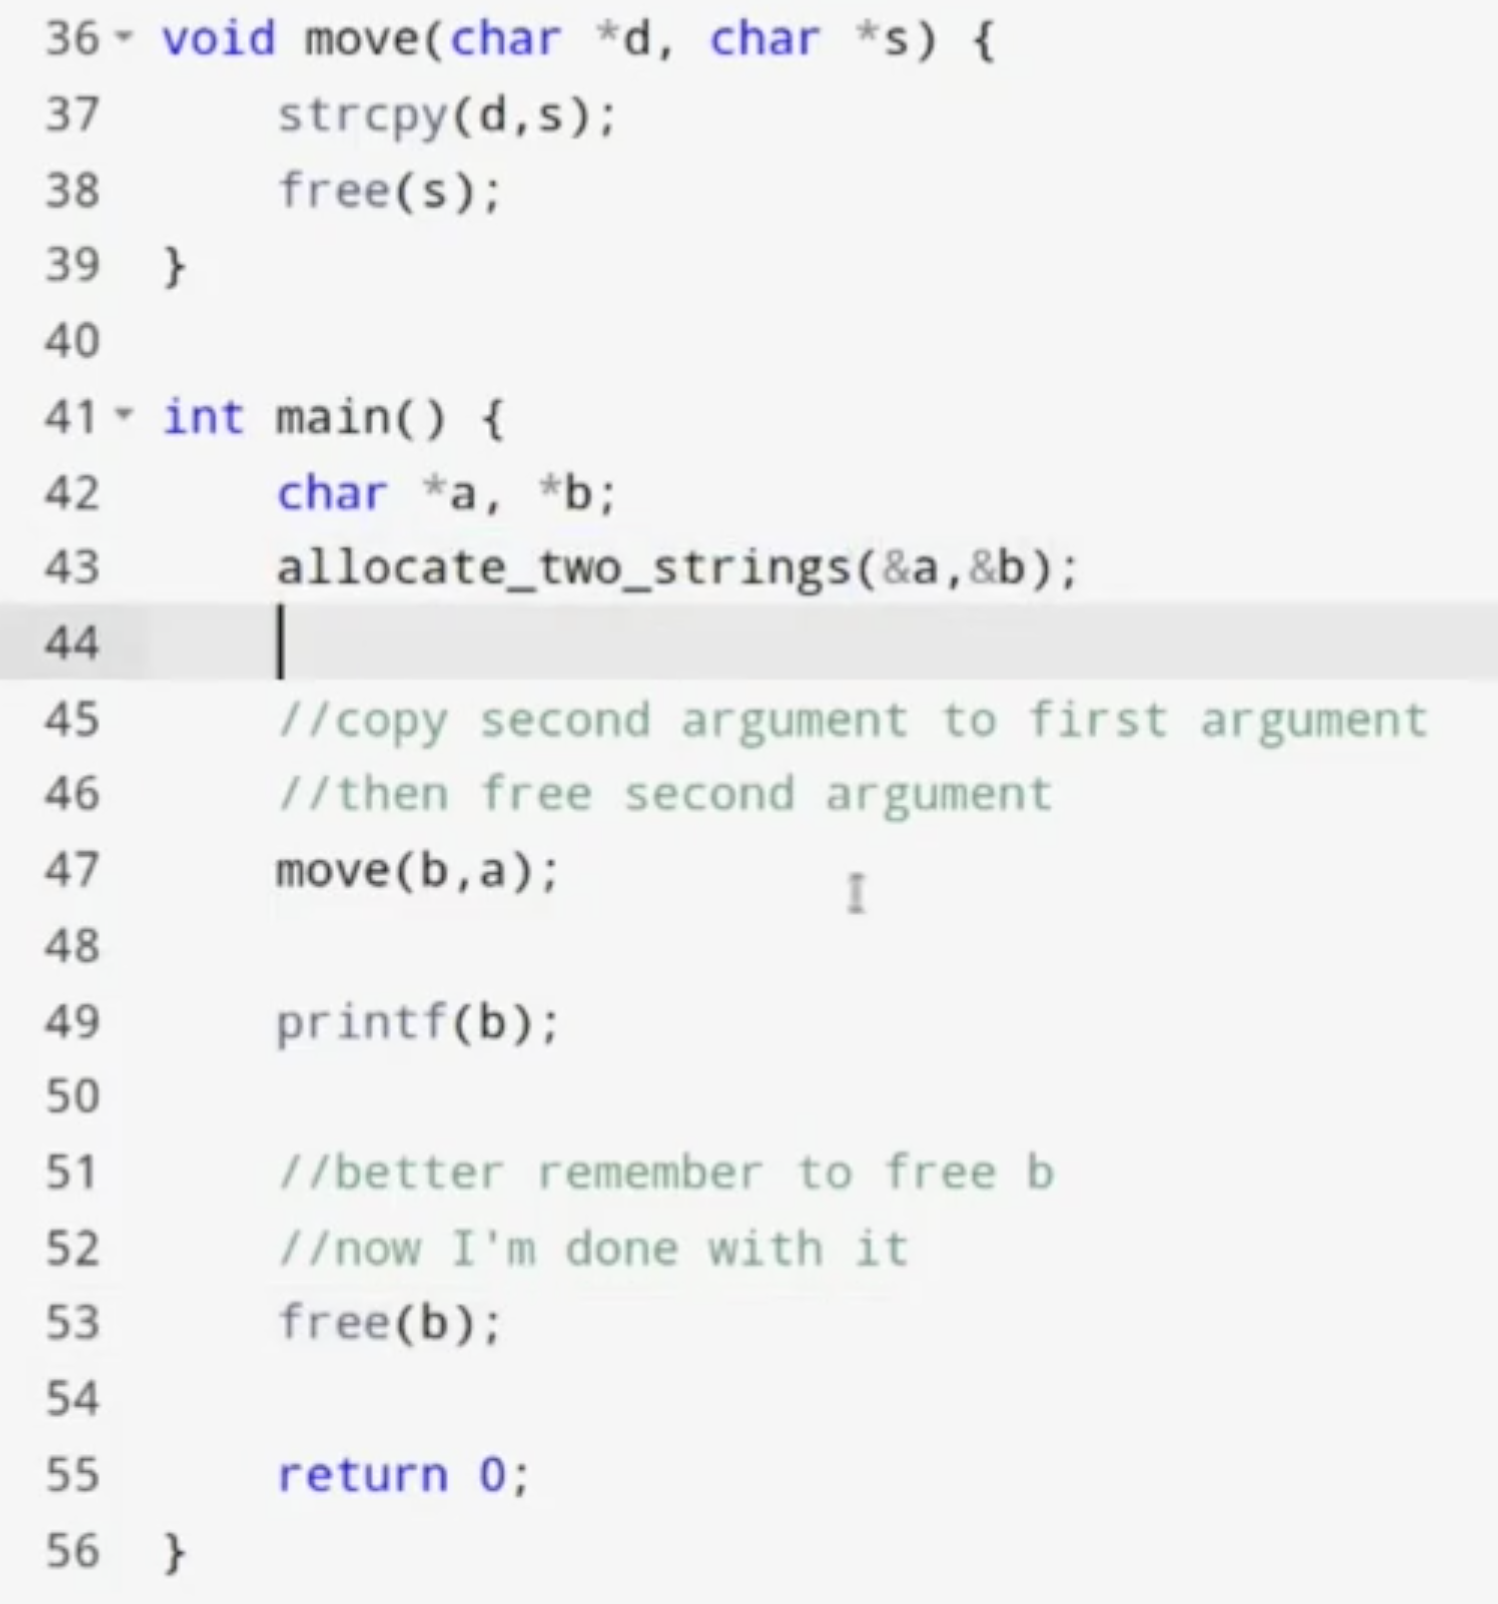 36 void move(char *d, char *s) {
37 strcpy(d,s);
38 free(s);
39 }
40
41 int main() {
42 char *a, *b;
43 allocate_two_strings(&a,&b);
44
45 //copy second argument to first argument
46 //then free second argument
47 move(b,a);
48
49 printf(b);
50
51 //better remember to free b
52 //now I'm done with it
53 free(b);
54
55 return 0;
56 }